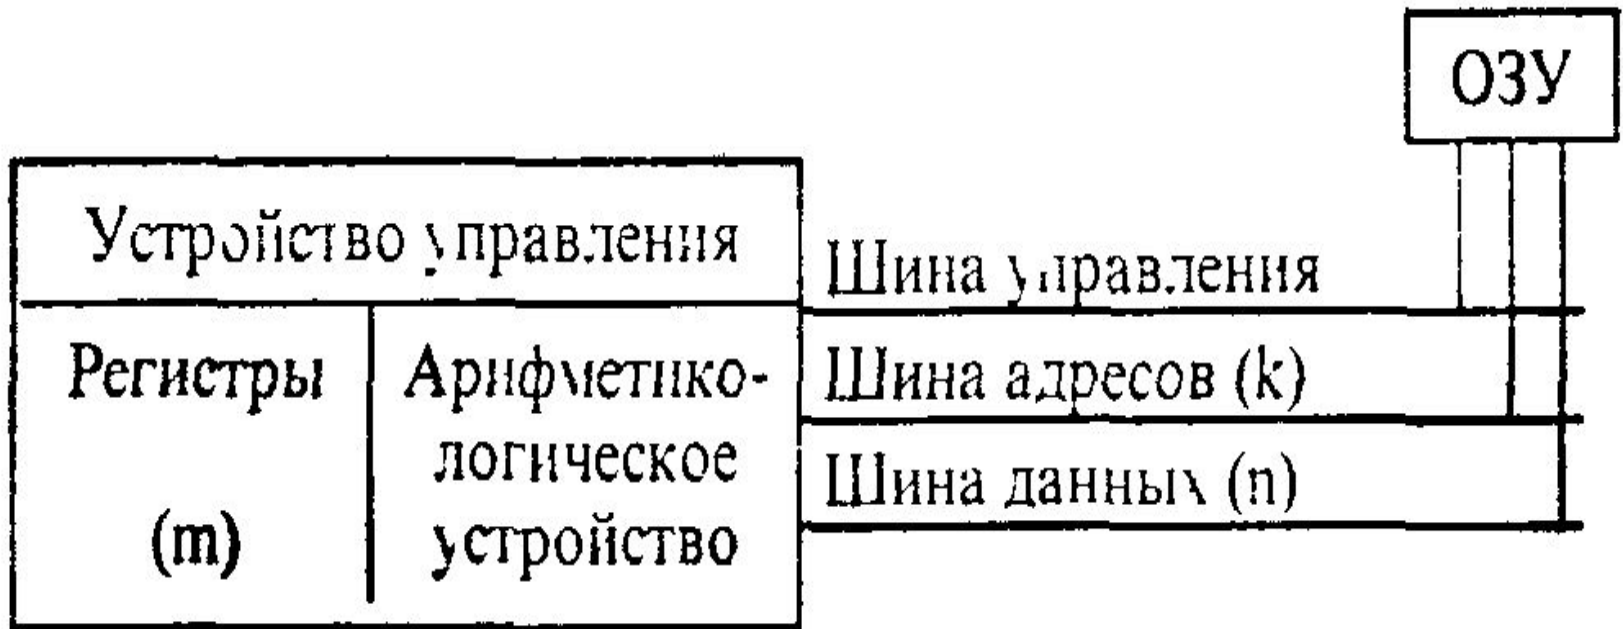 ОЗУ
Устройство управления
Шина управления
Регистры
(m)
Арифметико-
логическое
устройство
Шина адресов (k)
Шина данных (n)